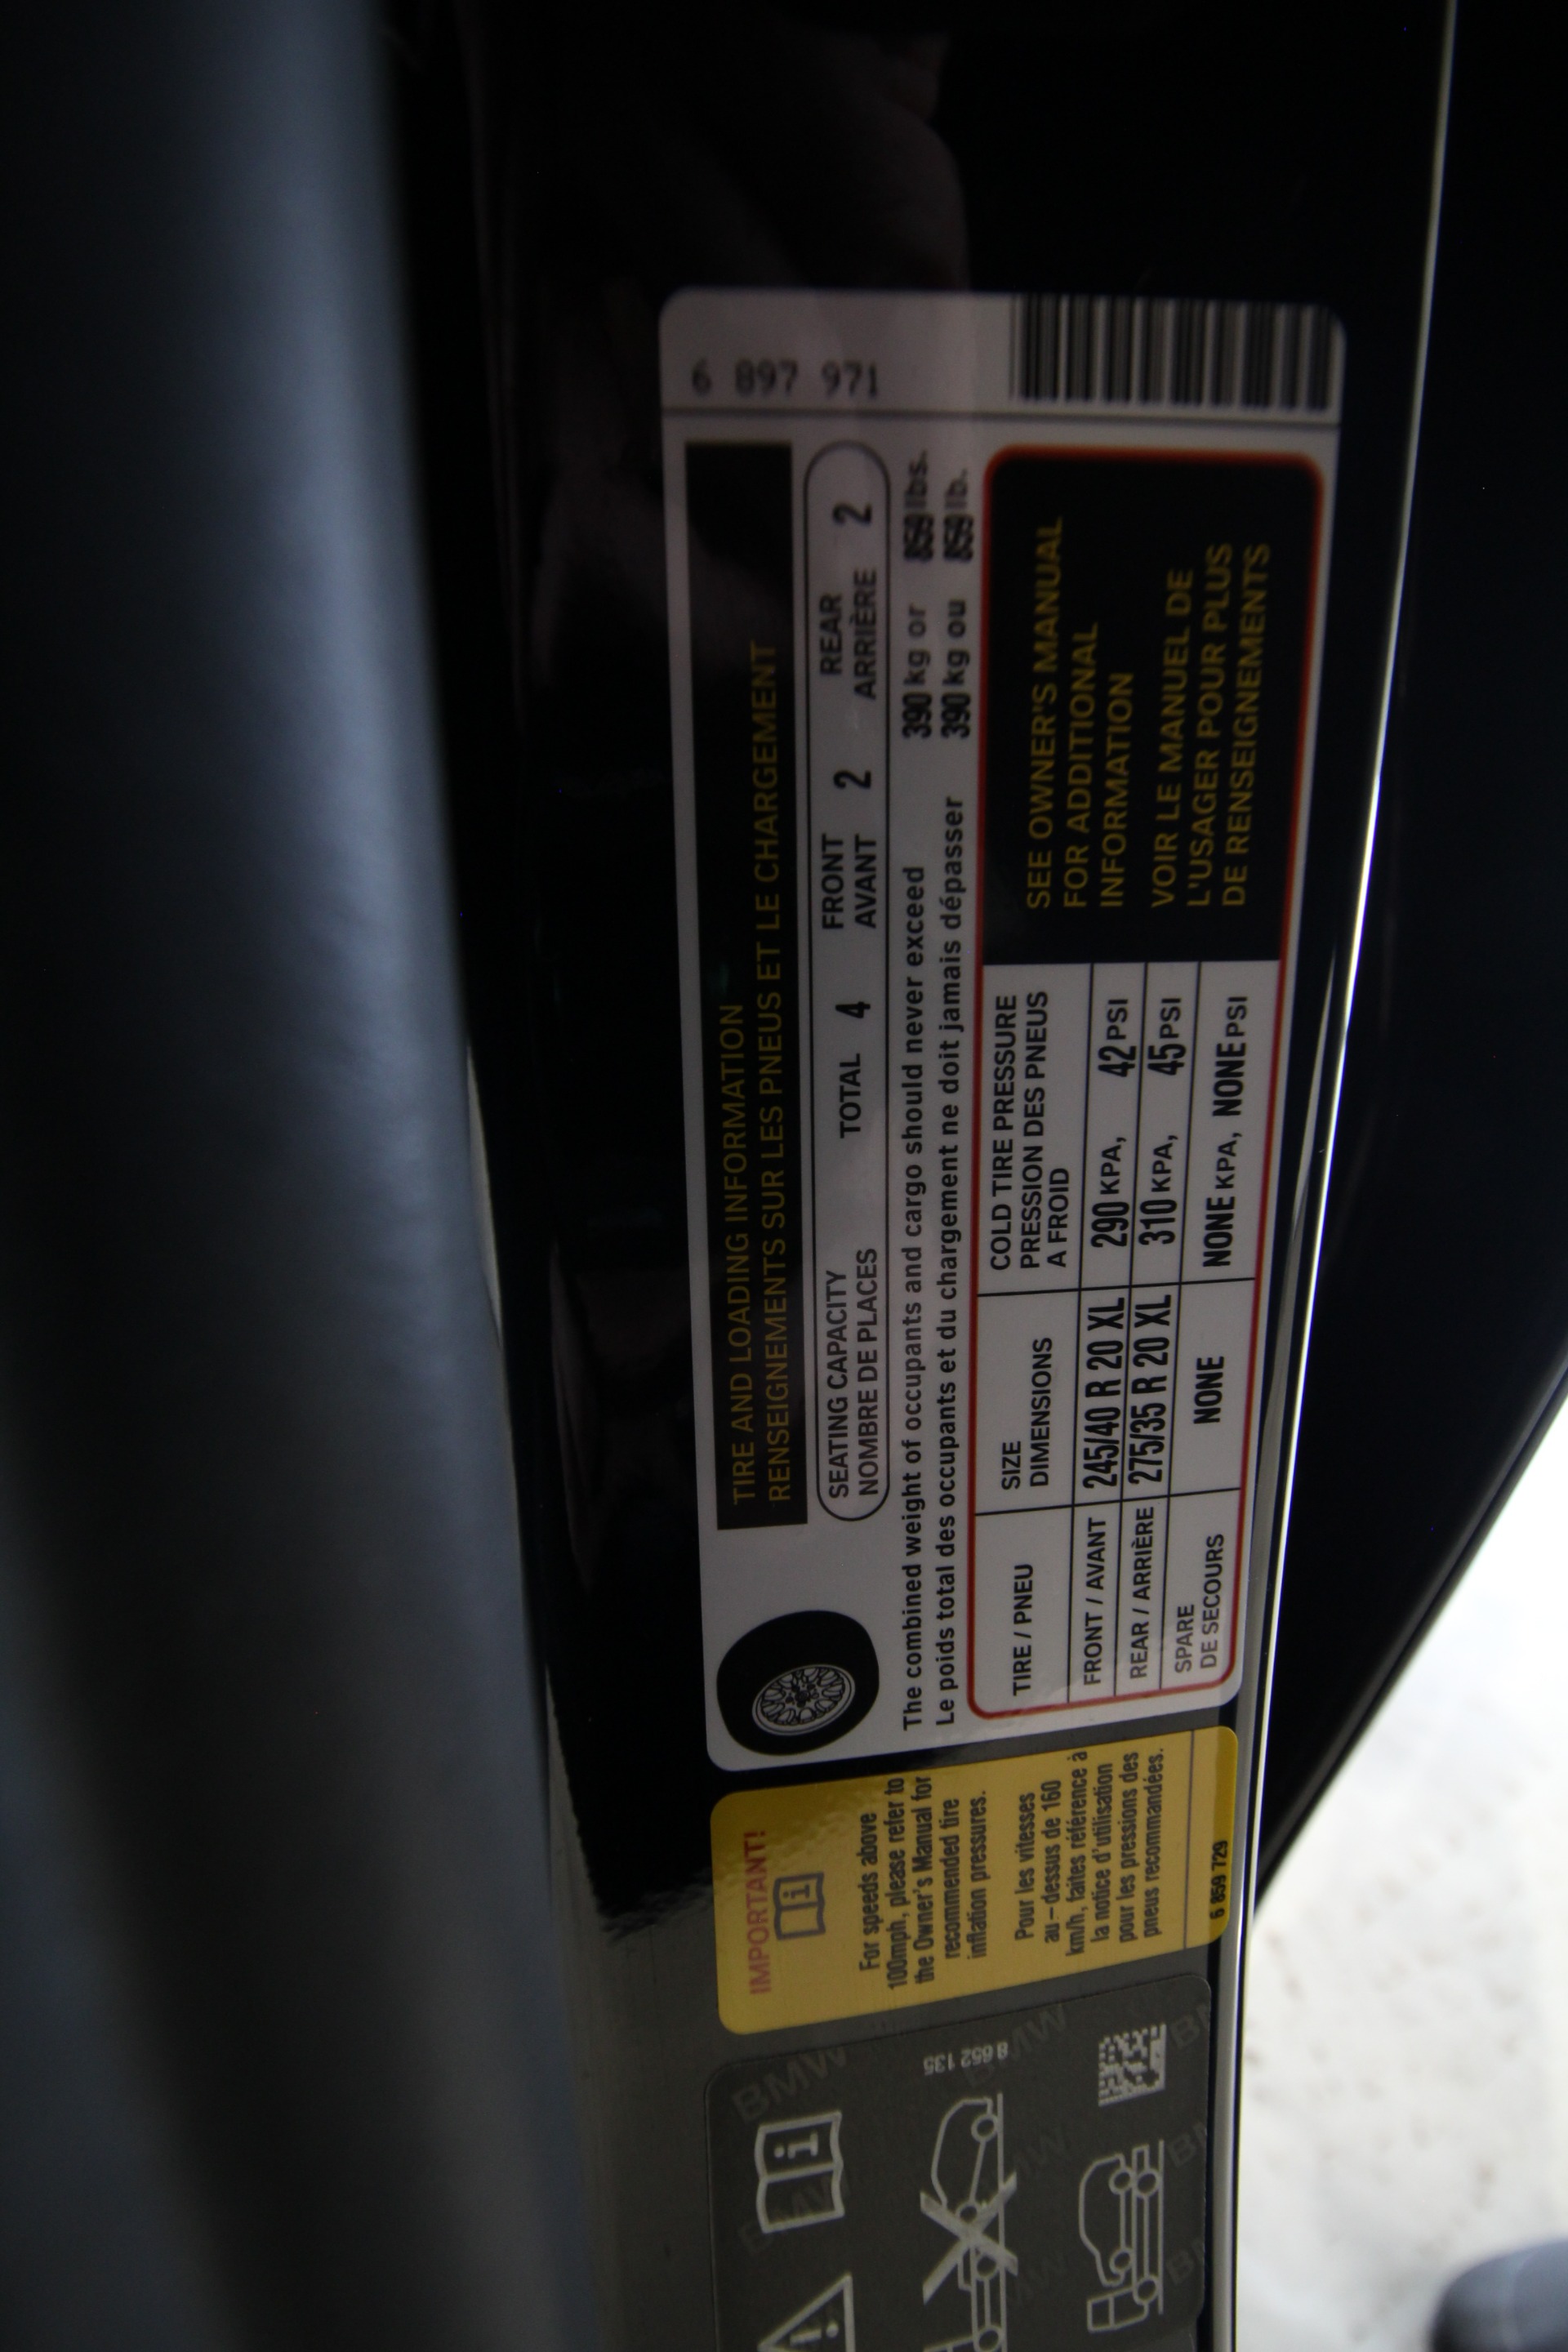 6 897 971
TIRE AND LOADING INFORMATION
RENSEIGNEMENTS SUR LES PNEUS ET LE CHARGEMENT
SEATING CAPACITY TOTAL 4 FRONT 2 REAR 2
NOMBRE DE PLACES AVANT ARRIÈRE
The combined weight of occupants and cargo should never exceed 390 kg or 859 lbs.
Le poids total des occupants et du chargement ne doit jamais dépasser 390 kg ou 859 lb.
TIRE / PNEU
SIZE
DIMENSIONS
COLD TIRE PRESSURE
PRESSION DES PNEUS
A FROID
FRONT / AVANT 245/40 R 20 XL 290 KPA, 42 PSI
REAR / ARRIÈRE 275/35 R 20 XL 310 KPA, 45 PSI
SPARE
DE SECOURS
NONE NONE KPA, NONE PSI
SEE OWNER'S MANUAL
FOR ADDITIONAL
INFORMATION
VOIR LE MANUEL DE
L'USAGER POUR PLUS
DE RENSEIGNEMENTS
IMPORTANT!
For speeds above
100mph, please refer to
the Owner's Manual for
recommended tire
inflation pressures.
Pour les vitesses
au-dessus de 160
km/h, faites référence à
la notice d'utilisation
pour les pressions des
pneus recommandées.
6 859 729
8 652 135
BMW
BMW